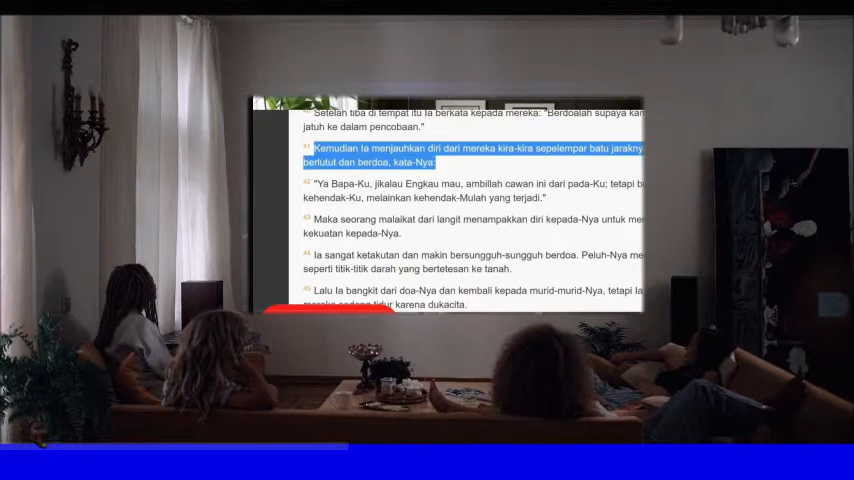 Setelah tiba di tempat itu Ia berkata kepada mereka: "Berdoalah supaya kam
jatuh ke dalam pencobaan."
41 Kemudian Ia menjauhkan diri dari mereka kira-kira sepelempar batu jarakny
berlutut dan berdoa, kata-Nya:
42 "Ya Bapa-Ku, jikalau Engkau mau, ambillah cawan ini dari pada-Ku; tetapi b
kehendak-Ku, melainkan kehendak-Mulah yang terjadi."
43 Maka seorang malaikat dari langit menampakkan diri kepada-Nya untuk me
kekuatan kepada-Nya.
44 Ia sangat ketakutan dan makin bersungguh-sungguh berdoa. Peluh-Nya me
seperti titik-titik darah yang bertetesan ke tanah.
45 Lalu Ia bangkit dari doa-Nya dan kembali kepada murid-murid-Nya, tetapi Ia
mereka sedang tidur karena dukacita.